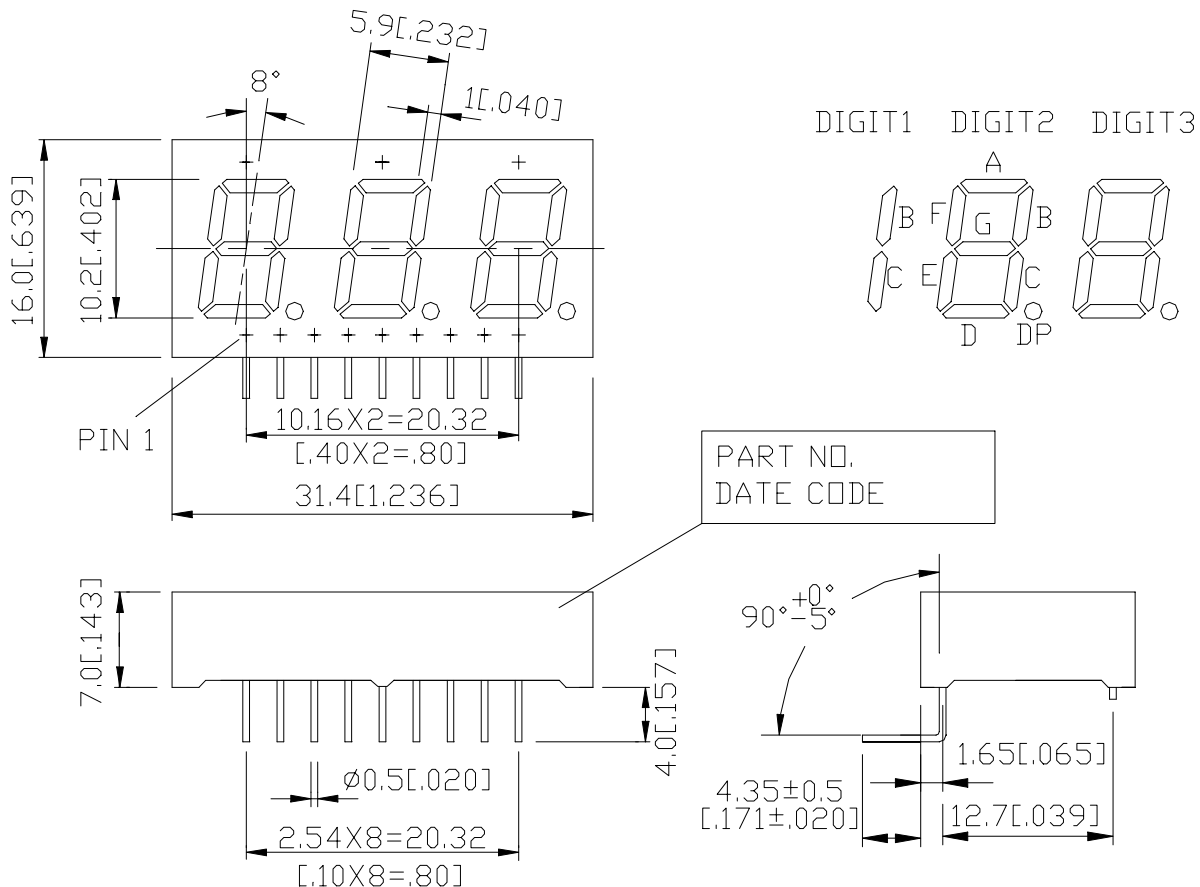 5.9[.232]
8°
1[.040]
16.0[.639]
10.2[.402]
PIN 1
10.16X2=20.32
[.40X2=.80]
31.4[1.236]
DIGIT1 DIGIT2 DIGIT3
A
B F G B
C E C
D DP
PART NO.
DATE CODE
7.0[.143]
4.0[.157]
Ø0.5[.020]
2.54X8=20.32
[.10X8=.80]
90°+0°-5°
1.65[.065]
4.35±0.5
[.171±.020]
12.7[.039]